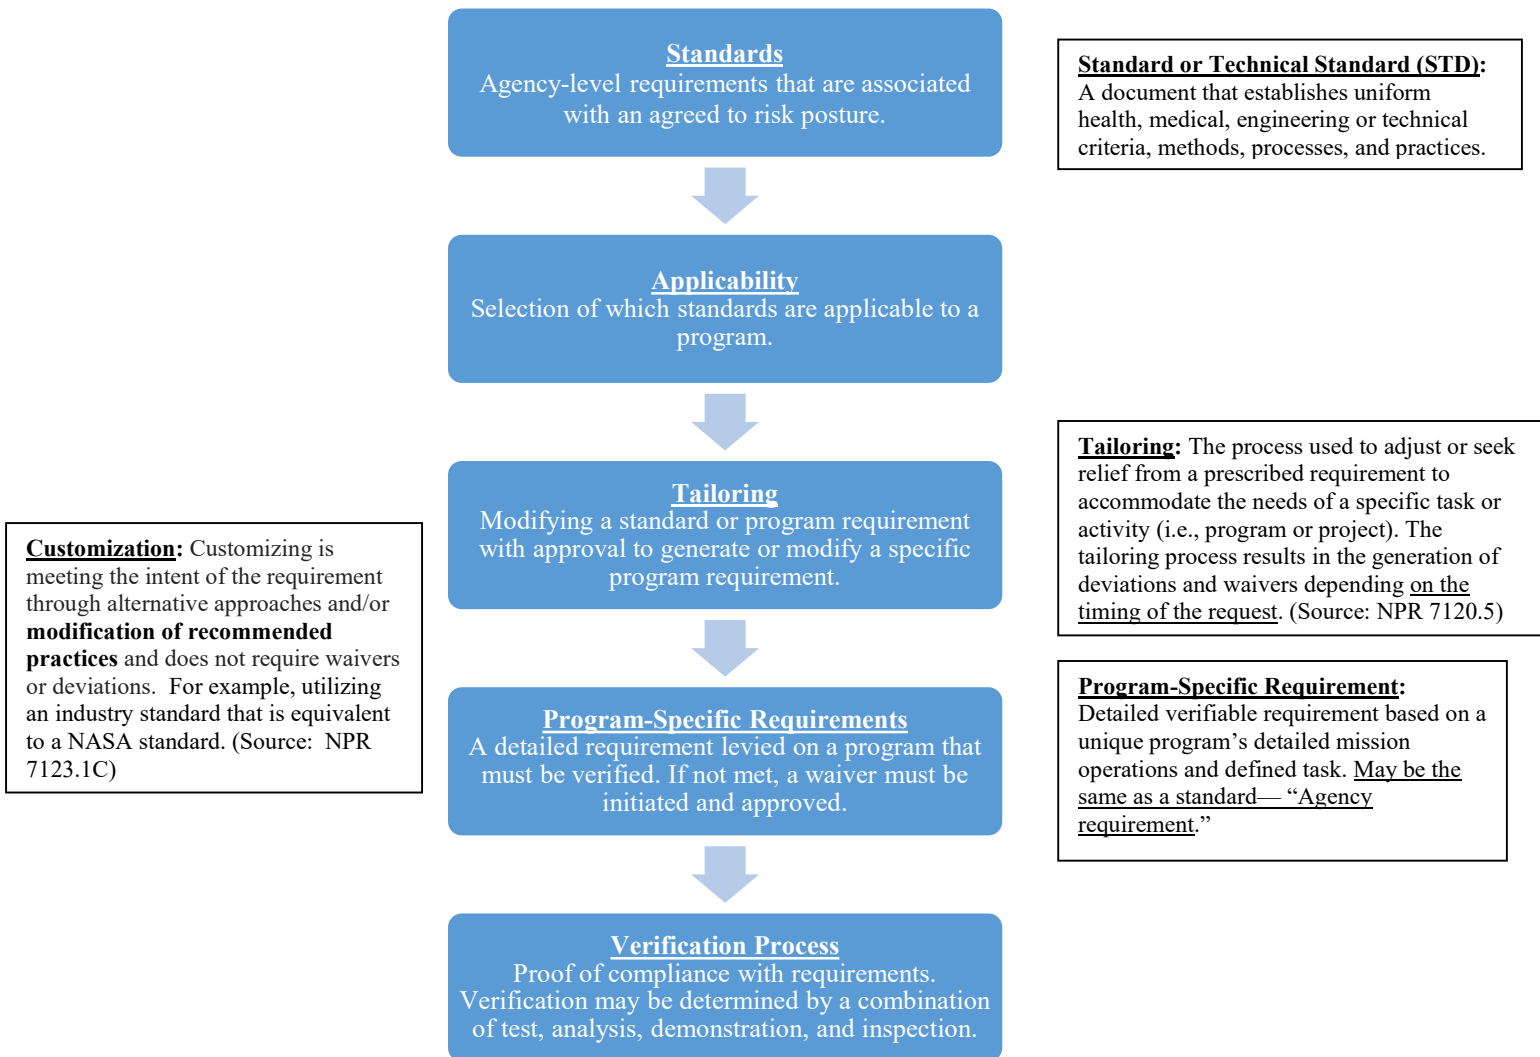 Standards
Agency-level requirements that are associated
with an agreed to risk posture.
Standard or Technical Standard (STD):
A document that establishes uniform
health, medical, engineering or technical
criteria, methods, processes, and practices.
Applicability
Selection of which standards are applicable to a
program.
Tailoring
Modifying a standard or program requirement
with approval to generate or modify a specific
program requirement.
Tailoring: The process used to adjust or seek
relief from a prescribed requirement to
accommodate the needs of a specific task or
activity (i.e., program or project). The
tailoring process results in the generation of
deviations and waivers depending on the
timing of the request. (Source: NPR 7120.5)
Customization: Customizing is
meeting the intent of the requirement
through alternative approaches and/or
modification of recommended
practices and does not require waivers
or deviations.  For example, utilizing
an industry standard that is equivalent
to a NASA standard. (Source:  NPR
7123.1C)
Program-Specific Requirements
A detailed requirement levied on a program that
must be verified. If not met, a waiver must be
initiated and approved.
Program-Specific Requirement:
Detailed verifiable requirement based on a
unique program’s detailed mission
operations and defined task. May be the
same as a standard— “Agency
requirement.”
Verification Process
Proof of compliance with requirements.
Verification may be determined by a combination
of test, analysis, demonstration, and inspection.